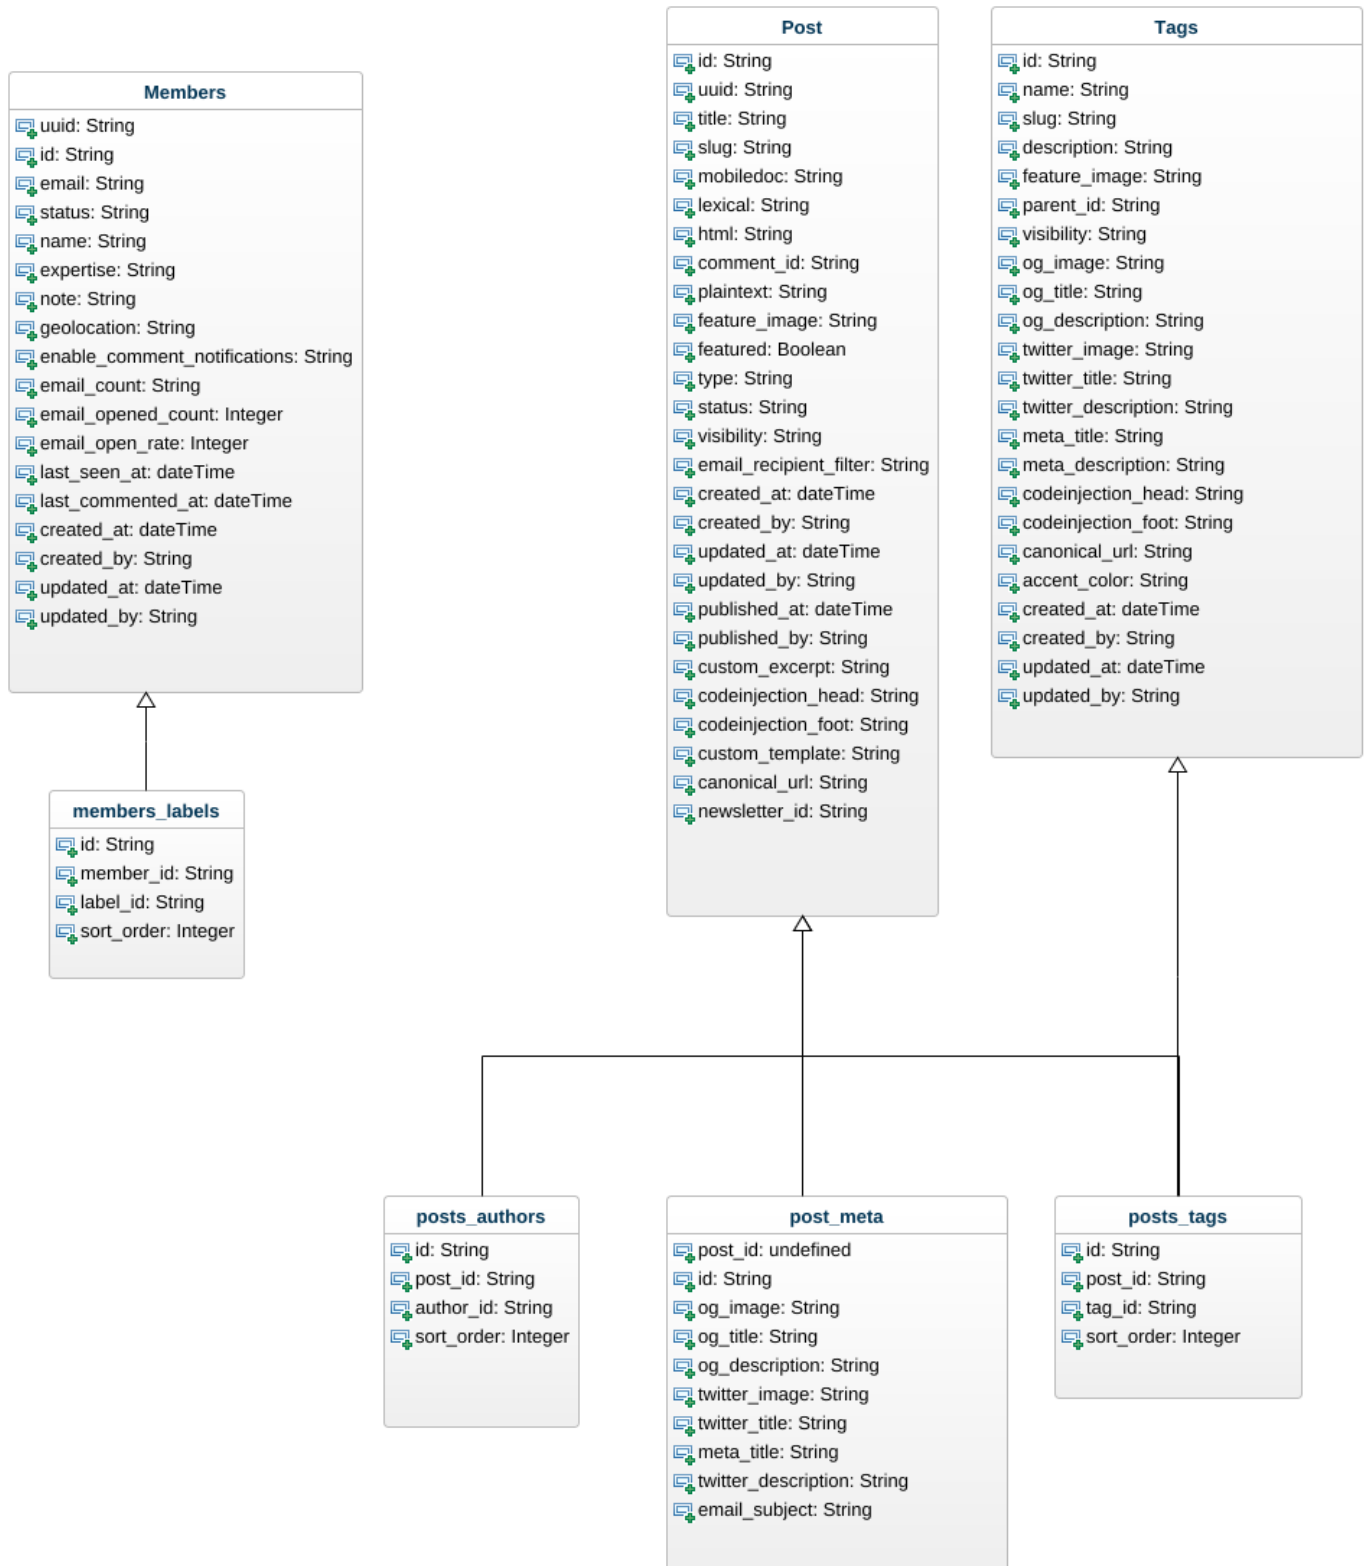 Members
uuid: String
id: String
email: String
status: String
name: String
expertise: String
note: String
geolocation: String
enable_comment_notifications: String
email_count: String
email_opened_count: Integer
email_open_rate: Integer
last_seen_at: dateTime
last_commented_at: dateTime
created_at: dateTime
created_by: String
updated_at: dateTime
updated_by: String
members_labels
id: String
member_id: String
label_id: String
sort_order: Integer
Post
id: String
uuid: String
title: String
slug: String
mobiledoc: String
lexical: String
html: String
comment_id: String
plaintext: String
feature_image: String
featured: Boolean
type: String
status: String
visibility: String
email_recipient_filter: String
created_at: dateTime
created_by: String
updated_at: dateTime
updated_by: String
published_at: dateTime
published_by: String
custom_excerpt: String
codeinjection_head: String
codeinjection_foot: String
custom_template: String
canonical_url: String
newsletter_id: String
Tags
id: String
name: String
slug: String
description: String
feature_image: String
parent_id: String
visibility: String
og_image: String
og_title: String
og_description: String
twitter_image: String
twitter_title: String
twitter_description: String
meta_title: String
meta_description: String
codeinjection_head: String
codeinjection_foot: String
canonical_url: String
accent_color: String
created_at: dateTime
created_by: String
updated_at: dateTime
updated_by: String
posts_authors
id: String
post_id: String
author_id: String
sort_order: Integer
post_meta
post_id: undefined
id: String
og_image: String
og_title: String
og_description: String
twitter_image: String
twitter_title: String
meta_title: String
twitter_description: String
email_subject: String
posts_tags
id: String
post_id: String
tag_id: String
sort_order: Integer